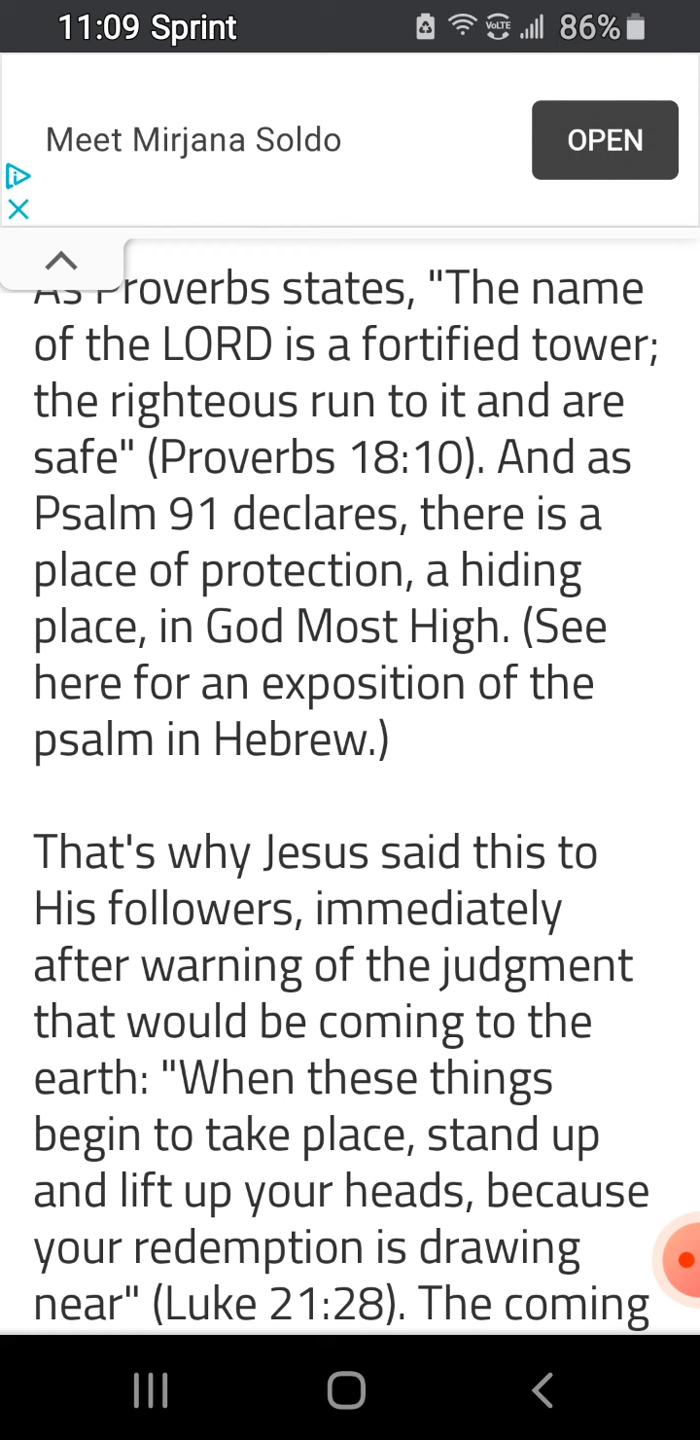 11:09 Sprint VoLTE 86%
Meet Mirjana Soldo
OPEN
As Proverbs states, "The name
of the LORD is a fortified tower;
the righteous run to it and are
safe" (Proverbs 18:10). And as
Psalm 91 declares, there is a
place of protection, a hiding
place, in God Most High. (See
here for an exposition of the
psalm in Hebrew.)
That's why Jesus said this to
His followers, immediately
after warning of the judgment
that would be coming to the
earth: "When these things
begin to take place, stand up
and lift up your heads, because
your redemption is drawing
near" (Luke 21:28). The coming